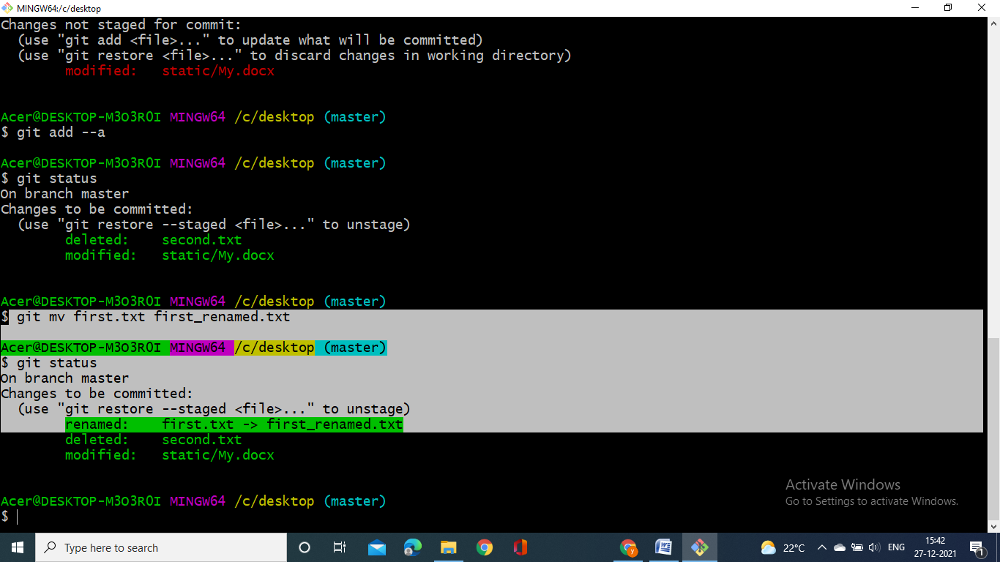 MINGW64:/c/desktop
Changes not staged for commit:
(use "git add <file>..." to update what will be committed)
(use "git restore <file>..." to discard changes in working directory)
modified: static/My.docx
Acer@DESKTOP-M3O3R0I MINGW64 /c/desktop (master)
$ git add --a
Acer@DESKTOP-M3O3R0I MINGW64 /c/desktop (master)
$ git status
On branch master
Changes to be committed:
(use "git restore --staged <file>..." to unstage)
deleted: second.txt
modified: static/My.docx
Acer@DESKTOP-M3O3R0I MINGW64 /c/desktop (master)
$ git mv first.txt first_renamed.txt
Acer@DESKTOP-M3O3R0I MINGW64 /c/desktop (master)
$ git status
On branch master
Changes to be committed:
(use "git restore --staged <file>..." to unstage)
renamed: first.txt -> first_renamed.txt
deleted: second.txt
modified: static/My.docx
Acer@DESKTOP-M3O3R0I MINGW64 /c/desktop (master)
$
Activate Windows
Go to Settings to activate Windows.
Type here to search
y
22°C
ENG
15:42
27-12-2021
1